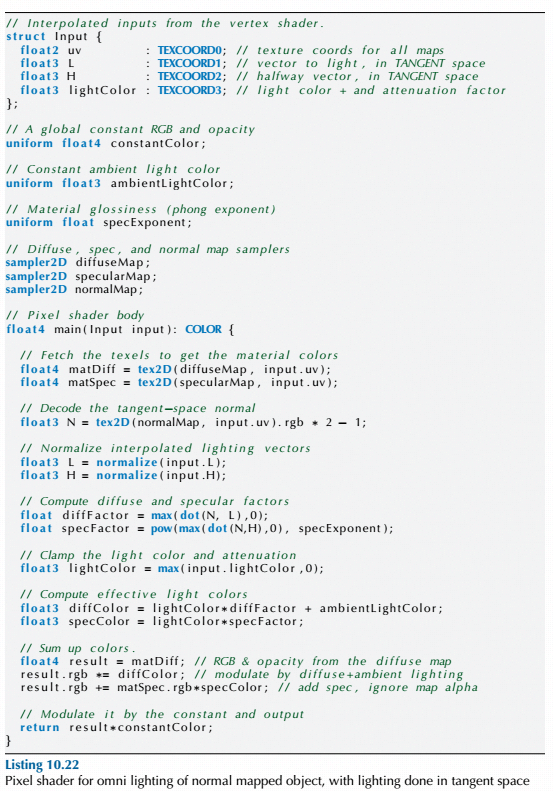 // Interpolated inputs from the vertex shader.
struct Input {
float2 uv : TEXCOORD0; // texture coords for all maps
float3 L : TEXCOORD1; // vector to light, in TANGENT space
float3 H : TEXCOORD2; // halfway vector, in TANGENT space
float3 lightColor : TEXCOORD3; // light color + and attenuation factor
};
// A global constant RGB and opacity
uniform float4 constantColor;
// Constant ambient light color
uniform float3 ambientLightColor;
// Material glossiness (phong exponent)
uniform float specExponent;
// Diffuse, spec, and normal map samplers
sampler2D diffuseMap;
sampler2D specularMap;
sampler2D normalMap;
// Pixel shader body
float4 main(Input input): COLOR {
// Fetch the texels to get the material colors
float4 matDiff = tex2D(diffuseMap, input.uv);
float4 matSpec = tex2D(specularMap, input.uv);
// Decode the tangent−space normal
float3 N = tex2D(normalMap, input.uv).rgb * 2 − 1;
// Normalize interpolated lighting vectors
float3 L = normalize(input.L);
float3 H = normalize(input.H);
// Compute diffuse and specular factors
float diffFactor = max(dot(N, L),0);
float specFactor = pow(max(dot(N,H),0), specExponent);
// Clamp the light color and attenuation
float3 lightColor = max(input.lightColor,0);
// Compute effective light colors
float3 diffColor = lightColor*diffFactor + ambientLightColor;
float3 specColor = lightColor*specFactor;
// Sum up colors.
float4 result = matDiff; // RGB & opacity from the diffuse map
result.rgb *= diffColor; // modulate by diffuse+ambient lighting
result.rgb += matSpec.rgb*specColor; // add spec, ignore map alpha
// Modulate it by the constant and output
return result*constantColor;
}
Listing 10.22
Pixel shader for omni lighting of normal mapped object, with lighting done in tangent space